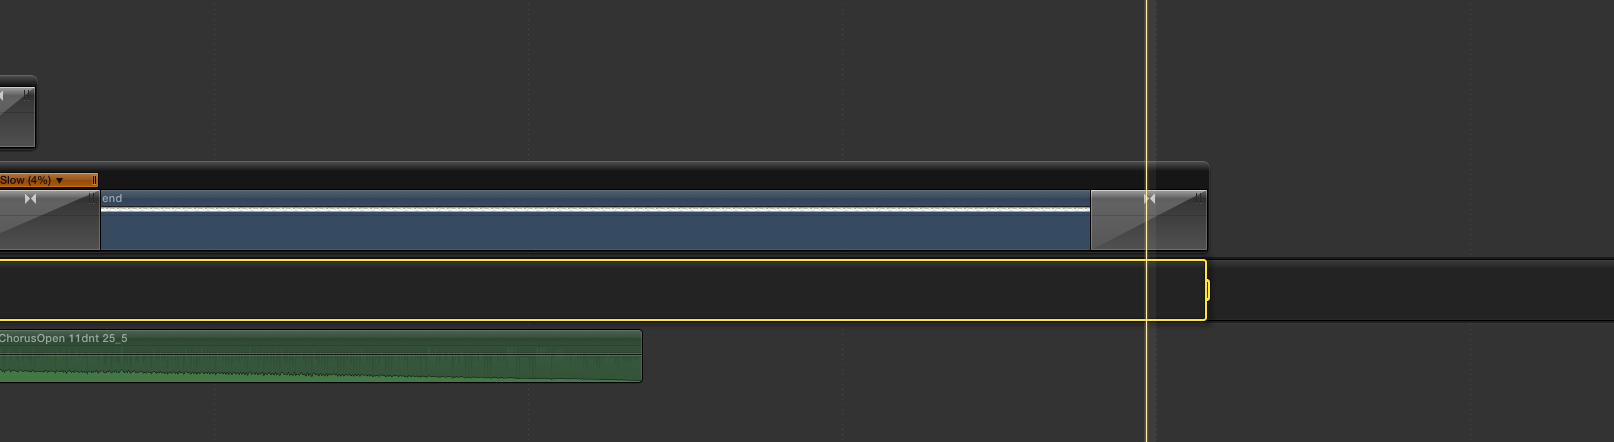 Slow (4%)
end
ChorusOpen 11dnt 25_5